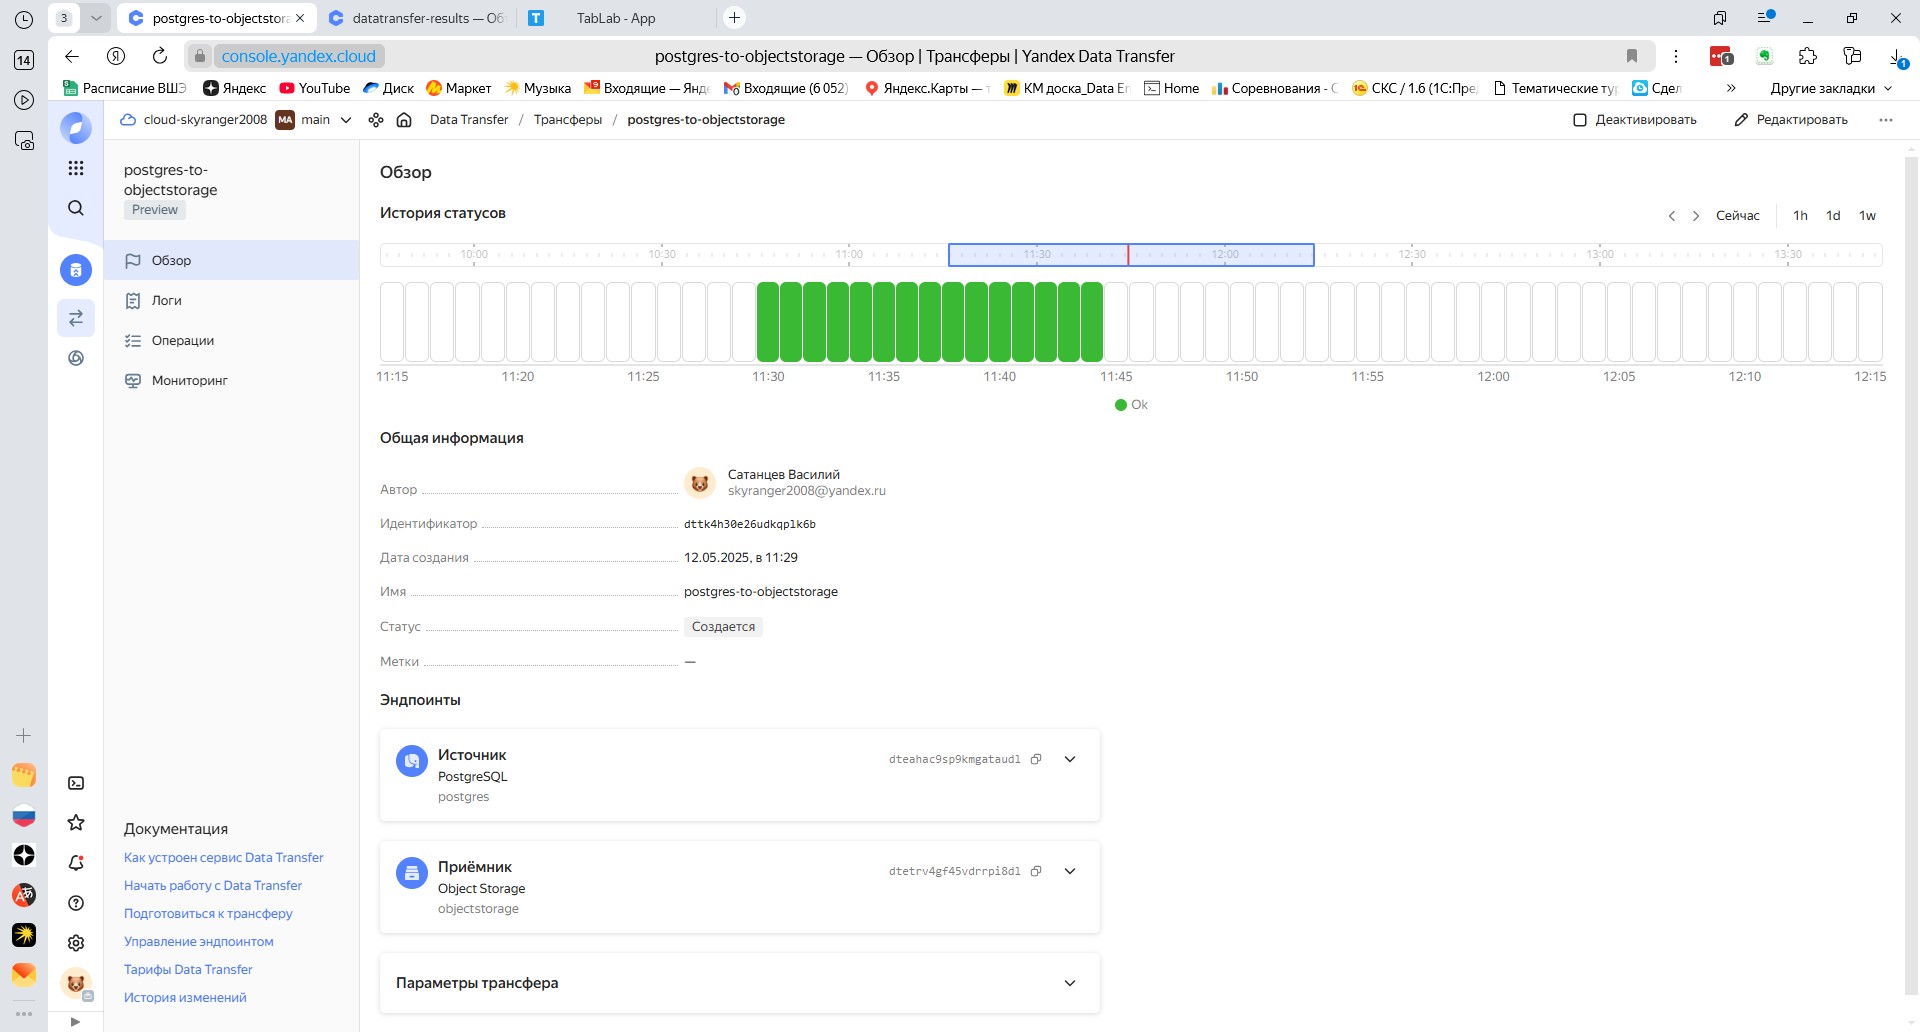 3
postgres-to-objectstora
datatransfer-results — Об
T
TabLab - App
14
Я
console.yandex.cloud
postgres-to-objectstorage — Обзор | Трансферы | Yandex Data Transfer
1
1
Расписание ВШЭ
Яндекс
YouTube
Диск
Маркет
Музыка
Входящие — Янде
Входящие (6 052)
Яндекс.Карты — т
КМ доска_Data En
Home
Соревнования - С
СКС / 1.6 (1С:Пре
Тематические тур
Сдел
»
Другие закладки
cloud-skyranger2008
MA
main
Data Transfer / Трансферы / postgres-to-objectstorage
Деактивировать
Редактировать
postgres-to-
objectstorage
Preview
Обзор
Логи
Операции
Мониторинг
Обзор
История статусов
Сейчас
1h
1d
1w
10:00 10:30 11:00 11:30 12:00 12:30 13:00 13:30
11:15 11:20 11:25 11:30 11:35 11:40 11:45 11:50 11:55 12:00 12:05 12:10 12:15
Ok
Общая информация
Автор
Сатанцев Василий
skyranger2008@yandex.ru
Идентификатор dttk4h30e26udkqplk6b
Дата создания 12.05.2025, в 11:29
Имя postgres-to-objectstorage
Статус Создается
Метки —
Эндпоинты
Источник
PostgreSQL
postgres
dteahac9sp9kmgataudl
Приёмник
Object Storage
objectstorage
dtetrv4gf45vdrrpi8dl
Параметры трансфера
Документация
Как устроен сервис Data Transfer
Начать работу с Data Transfer
Подготовиться к трансферу
Управление эндпоинтом
Тарифы Data Transfer
История изменений